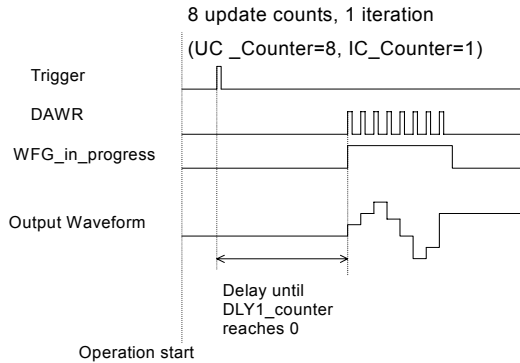 8 update counts, 1 iteration
(UC _Counter=8, IC_Counter=1)
Trigger
DAWR
WFG_in_progress
Output Waveform
Delay until
DLY1_counter
reaches 0
Operation start